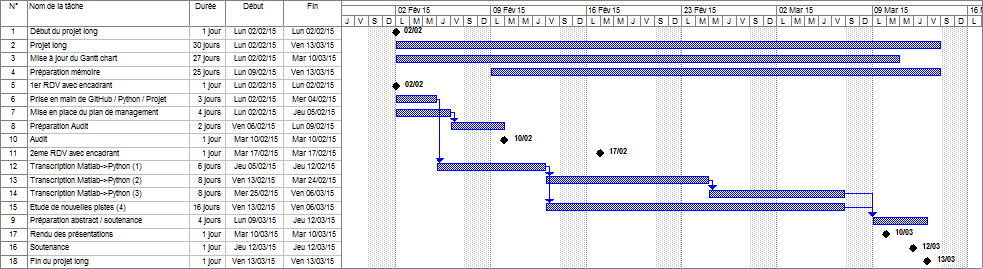 N° Nom de la tâche Durée Début Fin 02 Fév 15 09 Fév 15 16 Fév 15 23 Fév 15 02 Mar 15 09 Mar 15 16 M
J V S D L M M J V S D L M M J V S D L M M J V S D L M M J V S D L M M J V S D L M M J V S D L
1 Début du projet long 1 jour Lun 02/02/15 Lun 02/02/15 02/02
2 Projet long 30 jours Lun 02/02/15 Ven 13/03/15
3 Mise à jour du Gantt chart 27 jours Lun 02/02/15 Mar 10/03/15
4 Préparation mémoire 25 jours Lun 09/02/15 Ven 13/03/15
5 1er RDV avec encadrant 1 jour Lun 02/02/15 Lun 02/02/15 02/02
6 Prise en main de GitHub / Python / Projet 3 jours Lun 02/02/15 Mer 04/02/15
7 Mise en place du plan de management 4 jours Lun 02/02/15 Jeu 05/02/15
8 Préparation Audit 2 jours Ven 06/02/15 Lun 09/02/15
10 Audit 1 jour Mar 10/02/15 Mar 10/02/15 10/02
11 2eme RDV avec encadrant 1 jour Mar 17/02/15 Mar 17/02/15 17/02
12 Transcription Matlab->Python (1) 6 jours Jeu 05/02/15 Jeu 12/02/15
13 Transcription Matlab->Python (2) 8 jours Ven 13/02/15 Mar 24/02/15
14 Transcription Matlab->Python (3) 8 jours Mer 25/02/15 Ven 06/03/15
15 Etude de nouvelles pistes (4) 16 jours Ven 13/02/15 Ven 06/03/15
9 Préparation abstract / soutenance 4 jours Lun 09/03/15 Jeu 12/03/15
17 Rendu des présentations 1 jour Mar 10/03/15 Mar 10/03/15 10/03
16 Soutenance 1 jour Jeu 12/03/15 Jeu 12/03/15 12/03
18 Fin du projet long 1 jour Ven 13/03/15 Ven 13/03/15 13/03